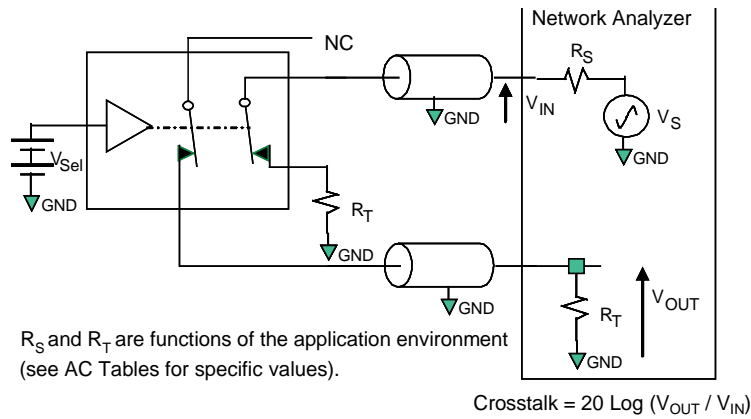 Network Analyzer
NC
R_S
V_IN
V_S
GND
GND
V_Sel
GND
R_T
GND
GND
R_T
V_OUT
GND
R_S and R_T are functions of the application environment
(see AC Tables for specific values).
Crosstalk = 20 Log (V_OUT / V_IN)